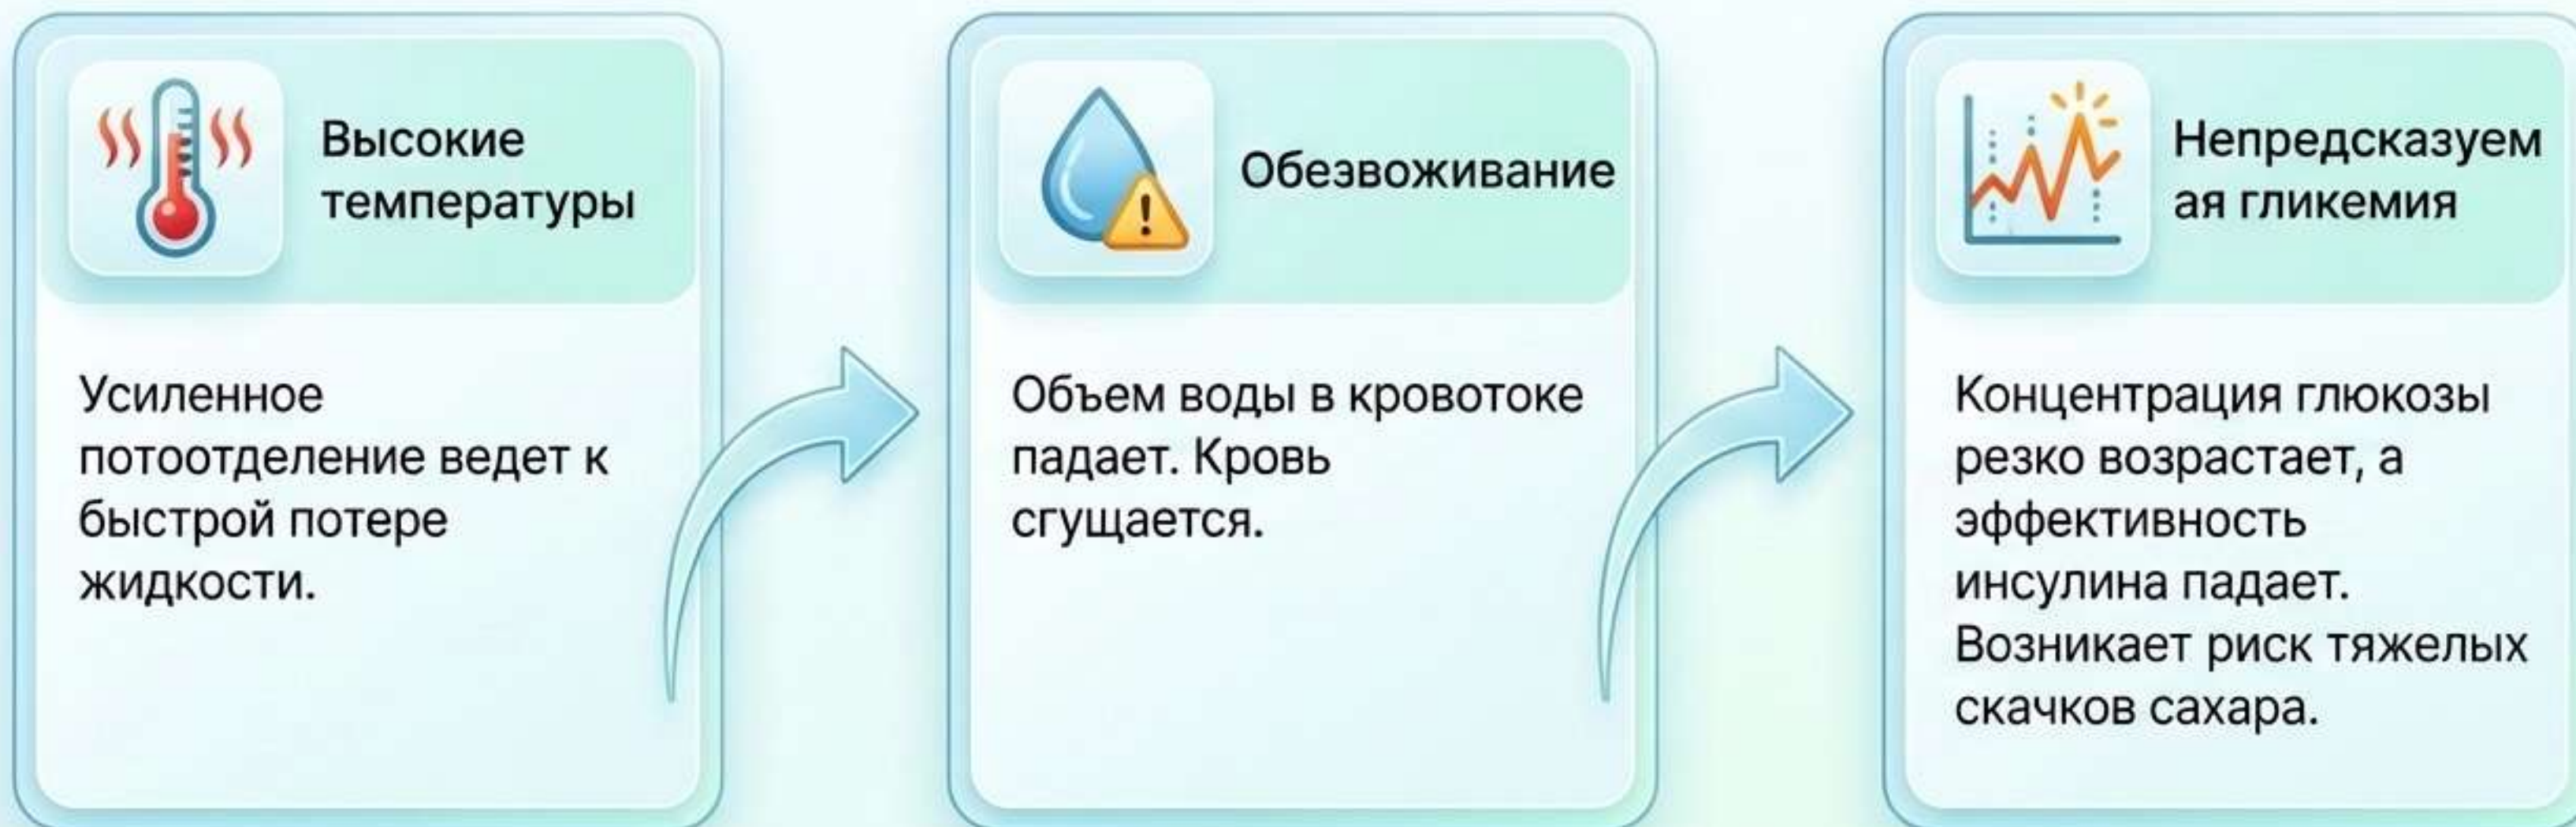 Высокие
температуры
Усиленное
потоотделение ведет к
быстрой потере
жидкости.
Обезвоживание
Объем воды в кровотоке
падает. Кровь
сгущается.
Непредсказуем
ая гликемия
Концентрация глюкозы
резко возрастает, а
эффективность
инсулина падает.
Возникает риск тяжелых
скачков сахара.